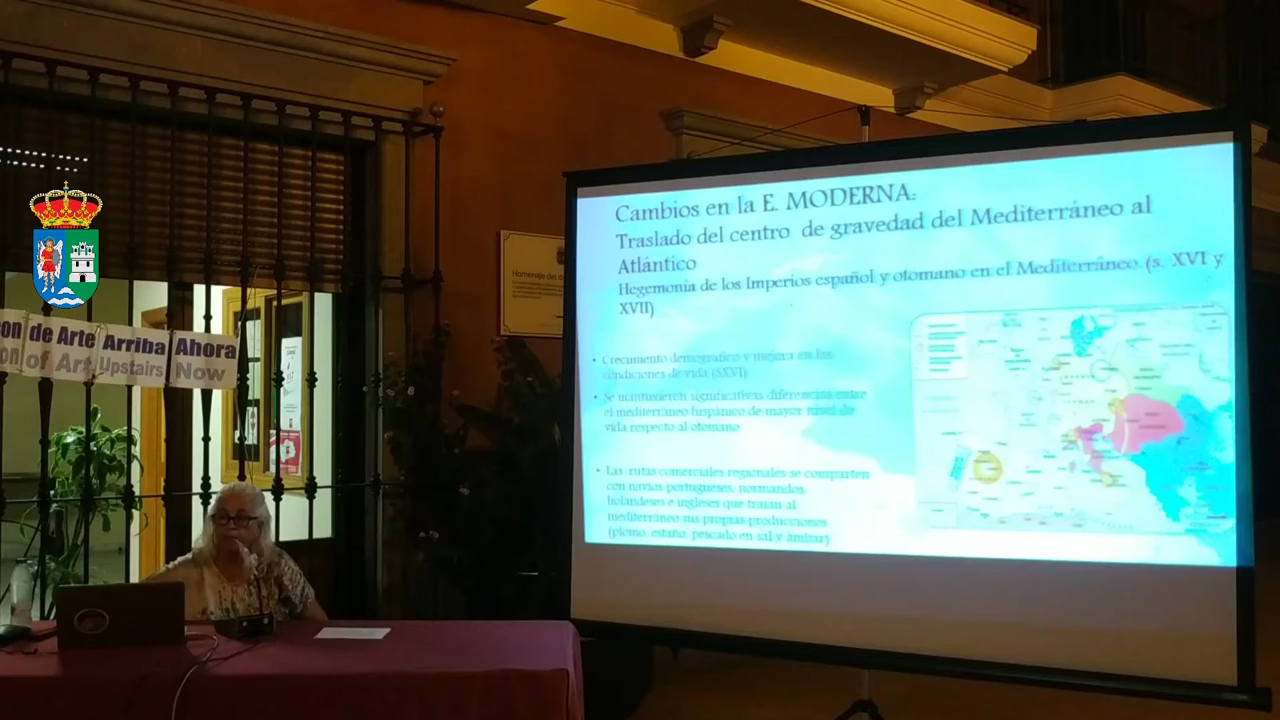 Cambios en la E. MODERNA:
Traslado del centro de gravedad del Mediterráneo al
Atlántico
Hegemonía de los Imperios español y otomano en el Mediterráneo. (s. XVI y
XVII)
• Crecimiento demográfico y mejora en las
condiciones de vida (SXVI)
• Se mantuvieron significativas diferencias entre
el mediterráneo hispánico de mayor nivel de
vida respecto al otomano
• Las rutas comerciales regionales se comparten
con navíos portugueses, normandos,
holandeses e ingleses que traían al
mediterráneo sus propias producciones
(plomo, estaño, pescado en sal y ámbar)
Homenaje del
on de Arte Arriba Ahora
on of Art Upstairs Now